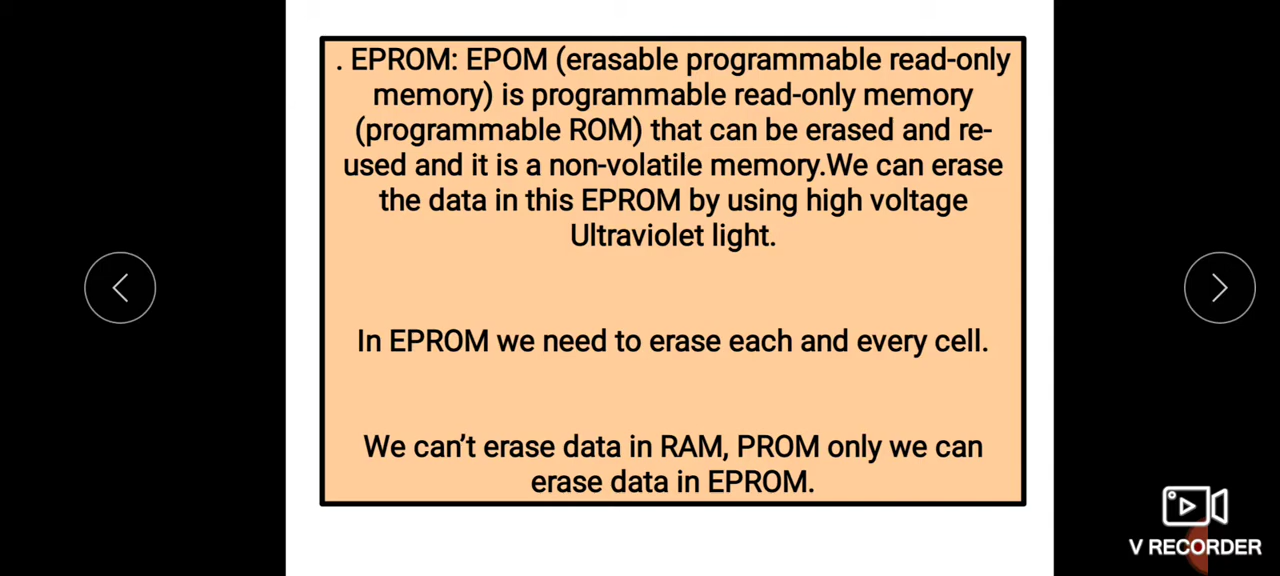 . EPROM: EPOM (erasable programmable read-only
memory) is programmable read-only memory
(programmable ROM) that can be erased and re-
used and it is a non-volatile memory.We can erase
the data in this EPROM by using high voltage
Ultraviolet light.
In EPROM we need to erase each and every cell.
We can't erase data in RAM, PROM only we can
erase data in EPROM.
V RECORDER